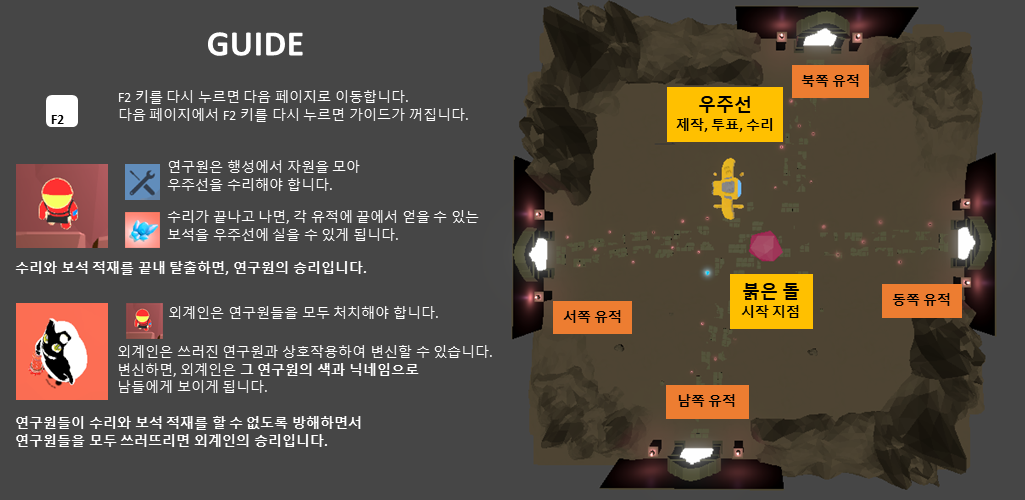 GUIDE
F2
F2 키를 다시 누르면 다음 페이지로 이동합니다.
다음 페이지에서 F2 키를 다시 누르면 가이드가 꺼집니다.
연구원은 행성에서 자원을 모아
우주선을 수리해야 합니다.
수리가 끝나고 나면, 각 유적에 끝에서 얻을 수 있는
보석을 우주선에 실을 수 있게 됩니다.
수리와 보석 적재를 끝내 탈출하면, 연구원의 승리입니다.
외계인은 연구원들을 모두 처치해야 합니다.
외계인은 쓰러진 연구원과 상호작용하여 변신할 수 있습니다.
변신하면, 외계인은 그 연구원의 색과 닉네임으로
남들에게 보이게 됩니다.
연구원들이 수리와 보석 적재를 할 수 없도록 방해하면서
연구원들을 모두 쓰러뜨리면 외계인의 승리입니다.
북쪽 유적
우주선
제작, 투표, 수리
붉은 돌
시작 지점
서쪽 유적
동쪽 유적
남쪽 유적